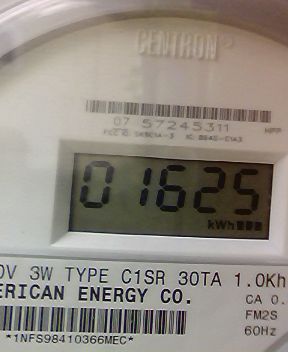 CENTRON®
07 57245311
01625
kWh
0V 3W TYPE C1SR 30TA 1.0Kh
ERICAN ENERGY CO.
CA 0.
FM2S
*1NFS98410366MEC*
60Hz